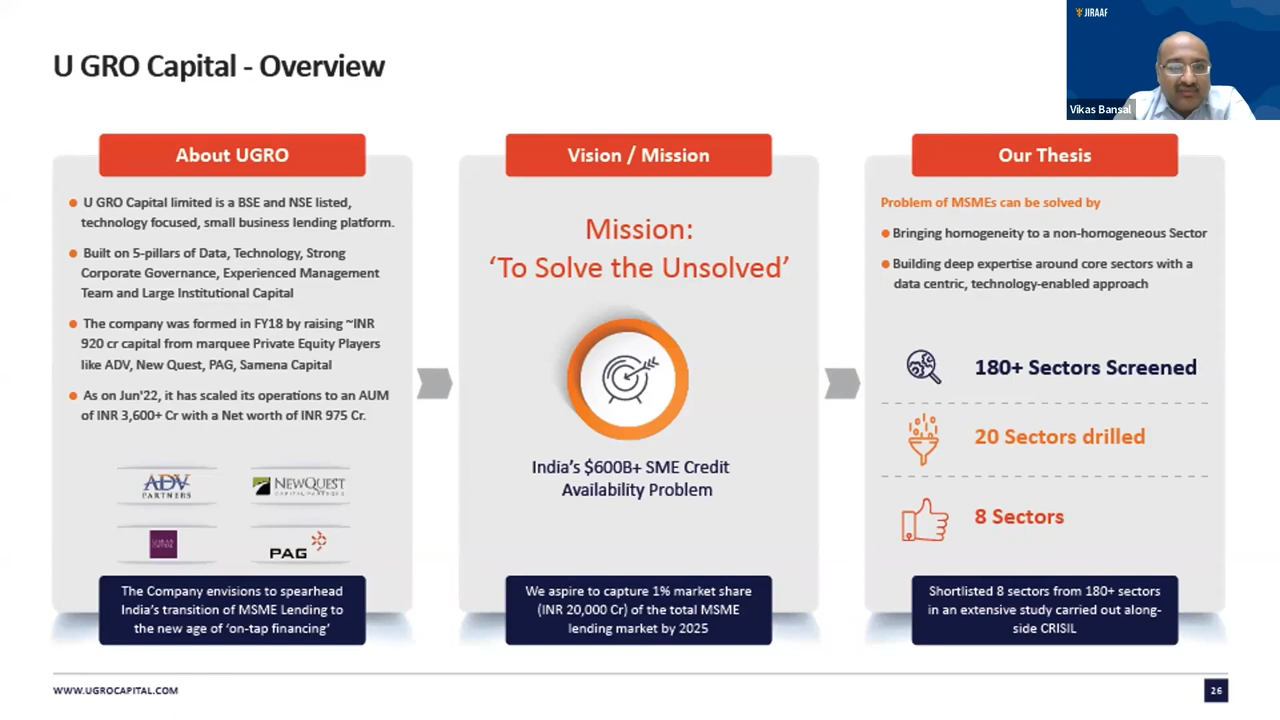 JIRAAF
U GRO Capital - Overview
Vikas Bansal
About UGRO
U GRO Capital limited is a BSE and NSE listed,
technology focused, small business lending platform.
Built on 5-pillars of Data, Technology, Strong
Corporate Governance, Experienced Management
Team and Large Institutional Capital
The company was formed in FY18 by raising ~INR
920 cr capital from marquee Private Equity Players
like ADV, New Quest, PAG, Samena Capital
As on Jun'22, it has scaled its operations to an AUM
of INR 3,600+ Cr with a Net worth of INR 975 Cr.
ADV
PARTNERS
NEWQUEST
CAPITAL PARTNERS
PAG
The Company envisions to spearhead
India's transition of MSME Lending to
the new age of 'on-tap financing'
Vision / Mission
Mission:
‘To Solve the Unsolved’
India's $600B+ SME Credit
Availability Problem
We aspire to capture 1% market share
(INR 20,000 Cr) of the total MSME
lending market by 2025
Our Thesis
Problem of MSMEs can be solved by
Bringing homogeneity to a non-homogeneous Sector
Building deep expertise around core sectors with a
data centric, technology-enabled approach
180+ Sectors Screened
20 Sectors drilled
8 Sectors
Shortlisted 8 sectors from 180+ sectors
in an extensive study carried out along-
side CRISIL
WWW.UGROCAPITAL.COM
26